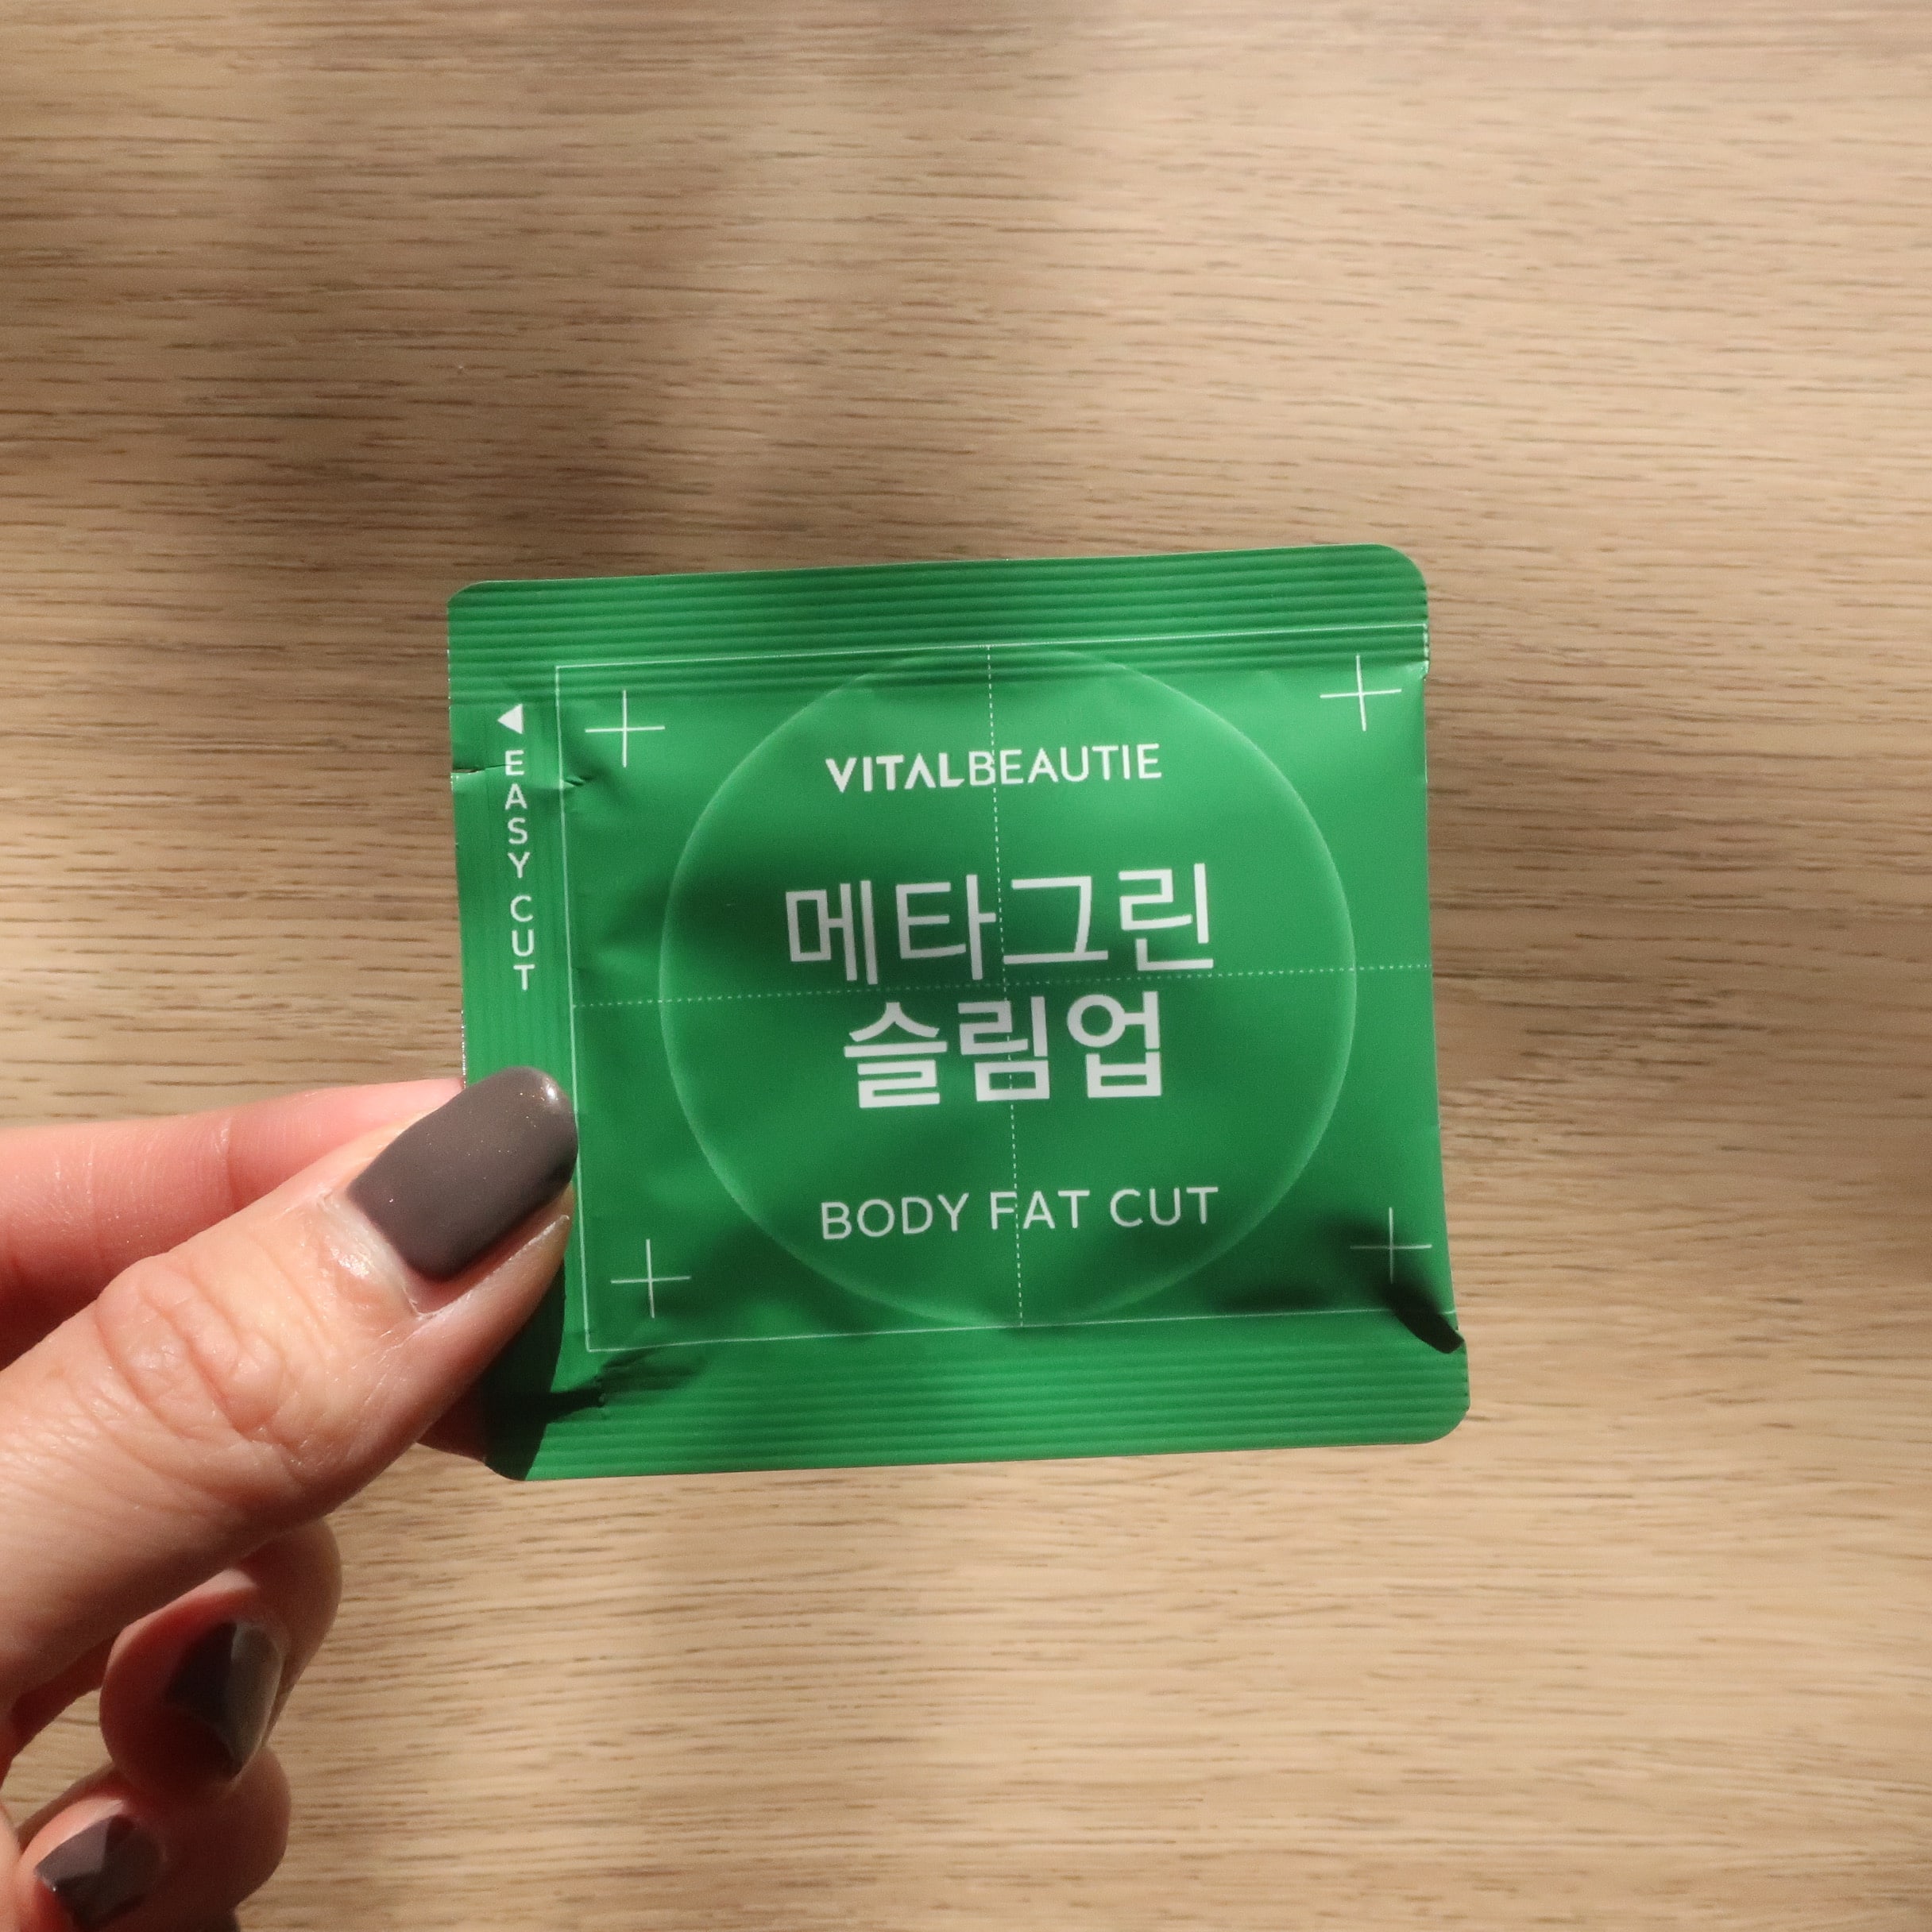 VITALBEAUTIE
메타그린
슬림업
BODY FAT CUT
EASY CUT